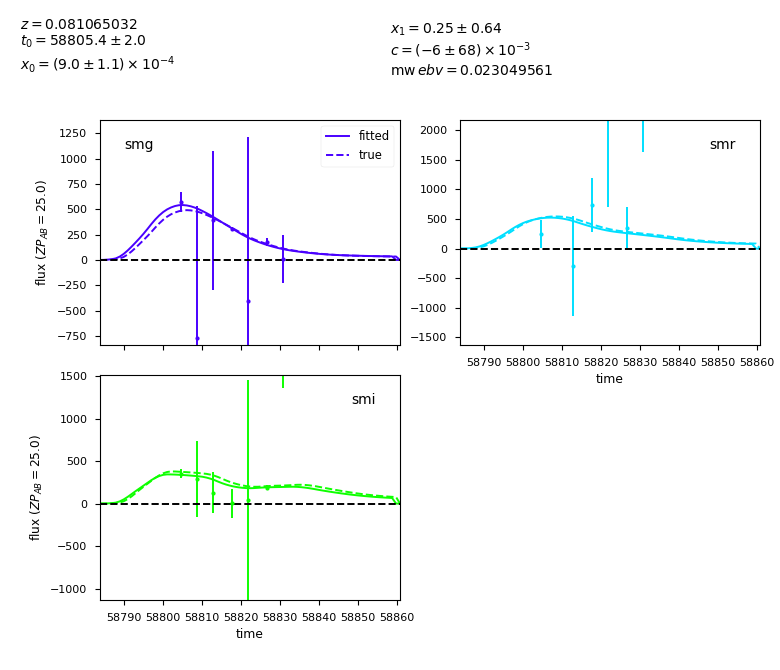 z = 0.081065032
t₀ = 58805.4 ± 2.0
x₀ = (9.0 ± 1.1) × 10⁻⁴
x₁ = 0.25 ± 0.64
c = (−6 ± 68) × 10⁻³
mw ebv = 0.023049561
smg
fitted
true
flux (ZP_AB = 25.0)
1250
1000
750
500
250
0
−250
−500
−750
smr
2000
1500
1000
500
0
−500
−1000
−1500
58790 58800 58810 58820 58830 58840 58850 58860
time
smi
flux (ZP_AB = 25.0)
1500
1000
500
0
−500
−1000
58790 58800 58810 58820 58830 58840 58850 58860
time